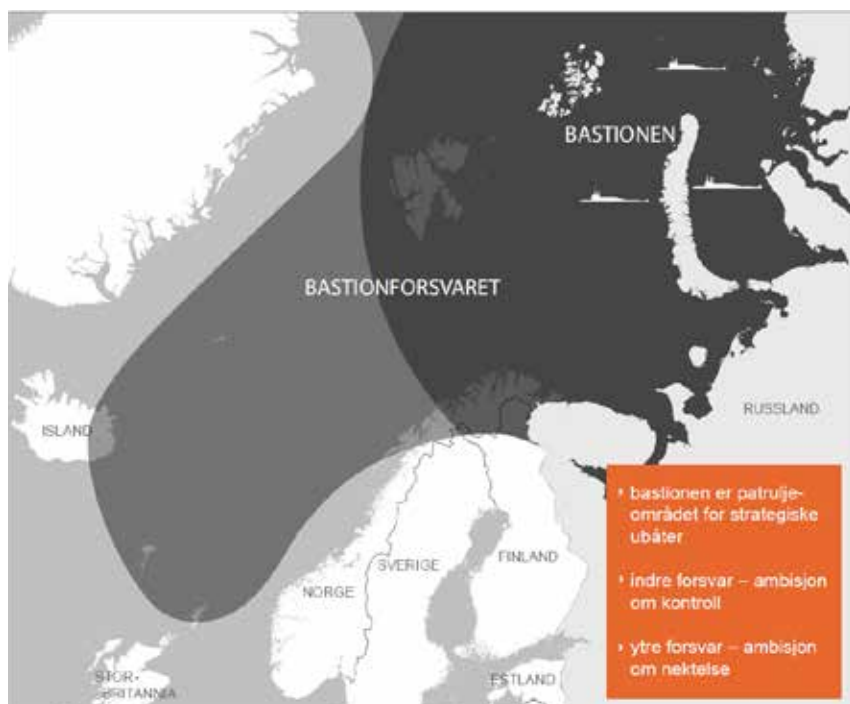 BASTIONEN
BASTIONFORSVARET
ISLAND
RUSSLAND
NORGE
SVERIGE
FINLAND
STOR-
BRITANNIA
ESTLAND
› bastionen er patrulje-
området for strategiske
ubåter
› indre forsvar – ambisjon
om kontroll
› ytre forsvar – ambisjon
om nektelse